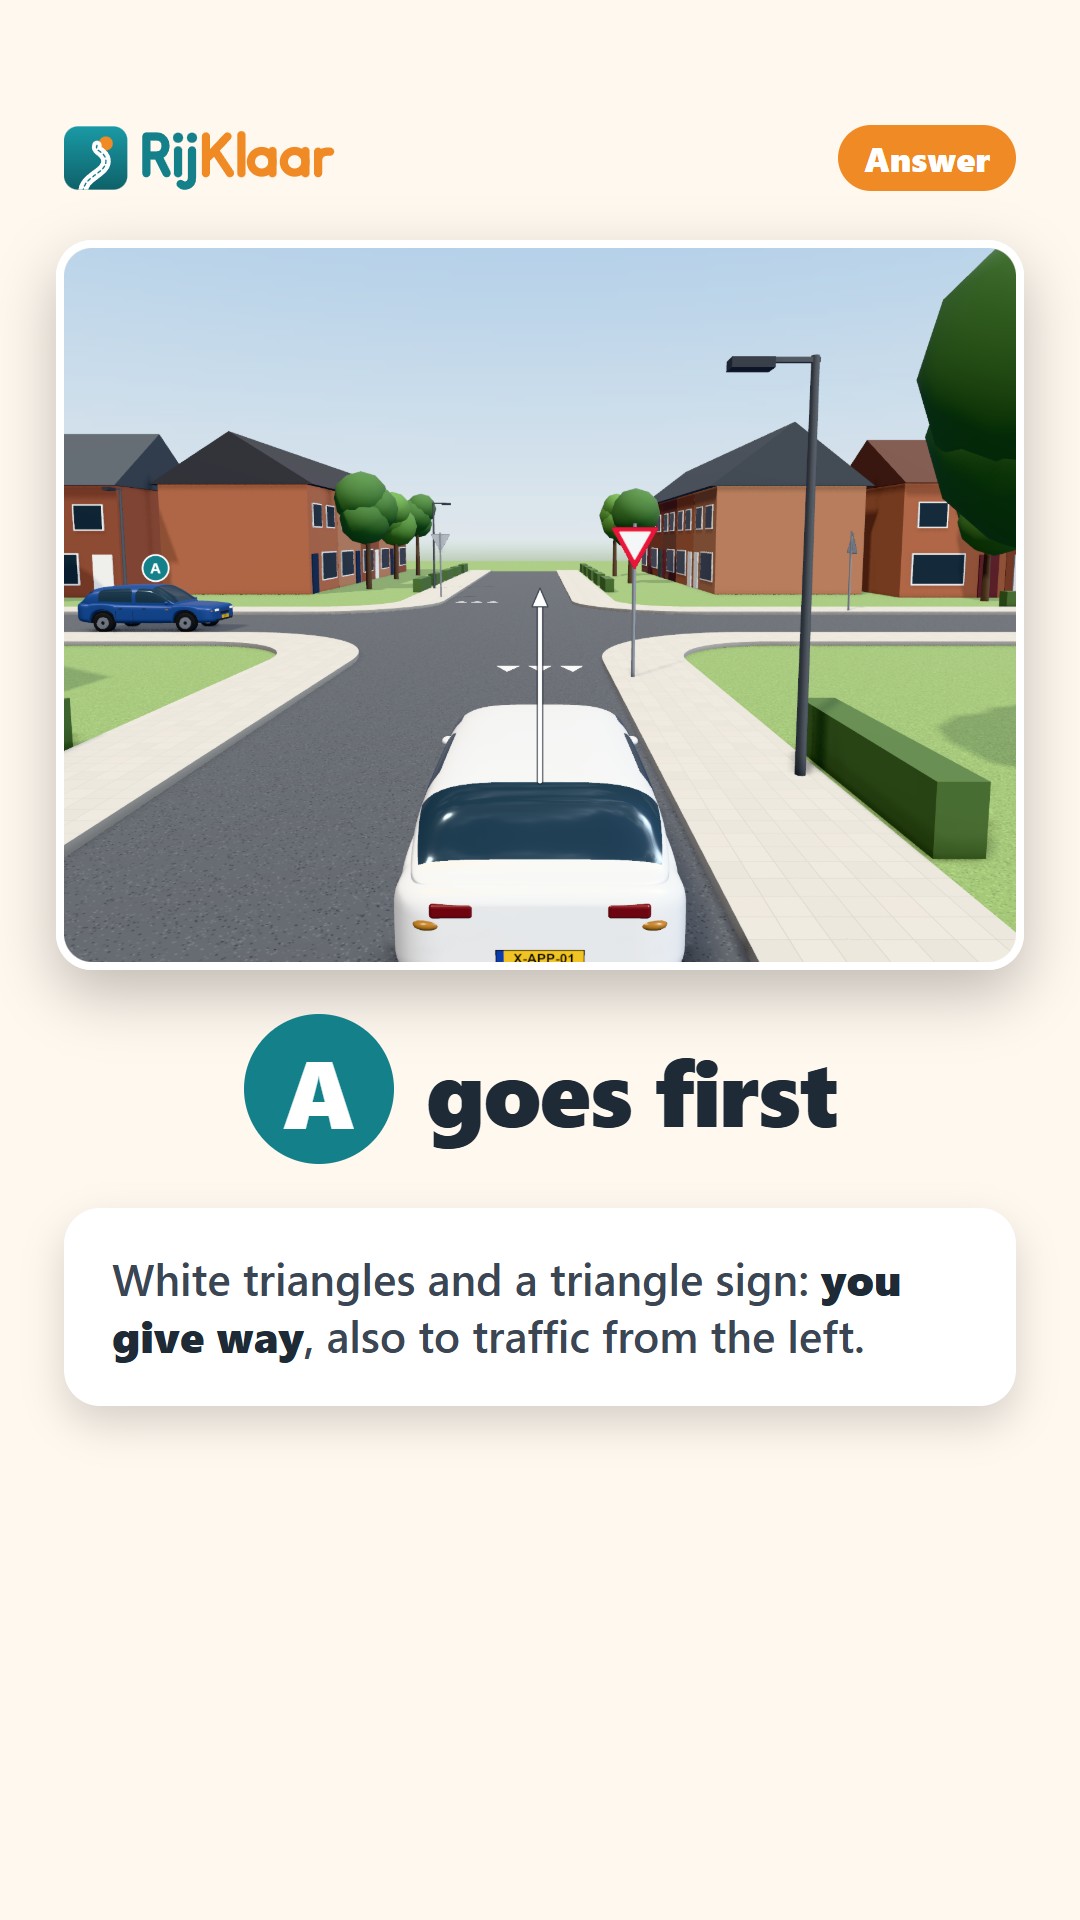 RijKlaar
Answer
A
X-APP-01
A goes first
White triangles and a triangle sign: you
give way, also to traffic from the left.